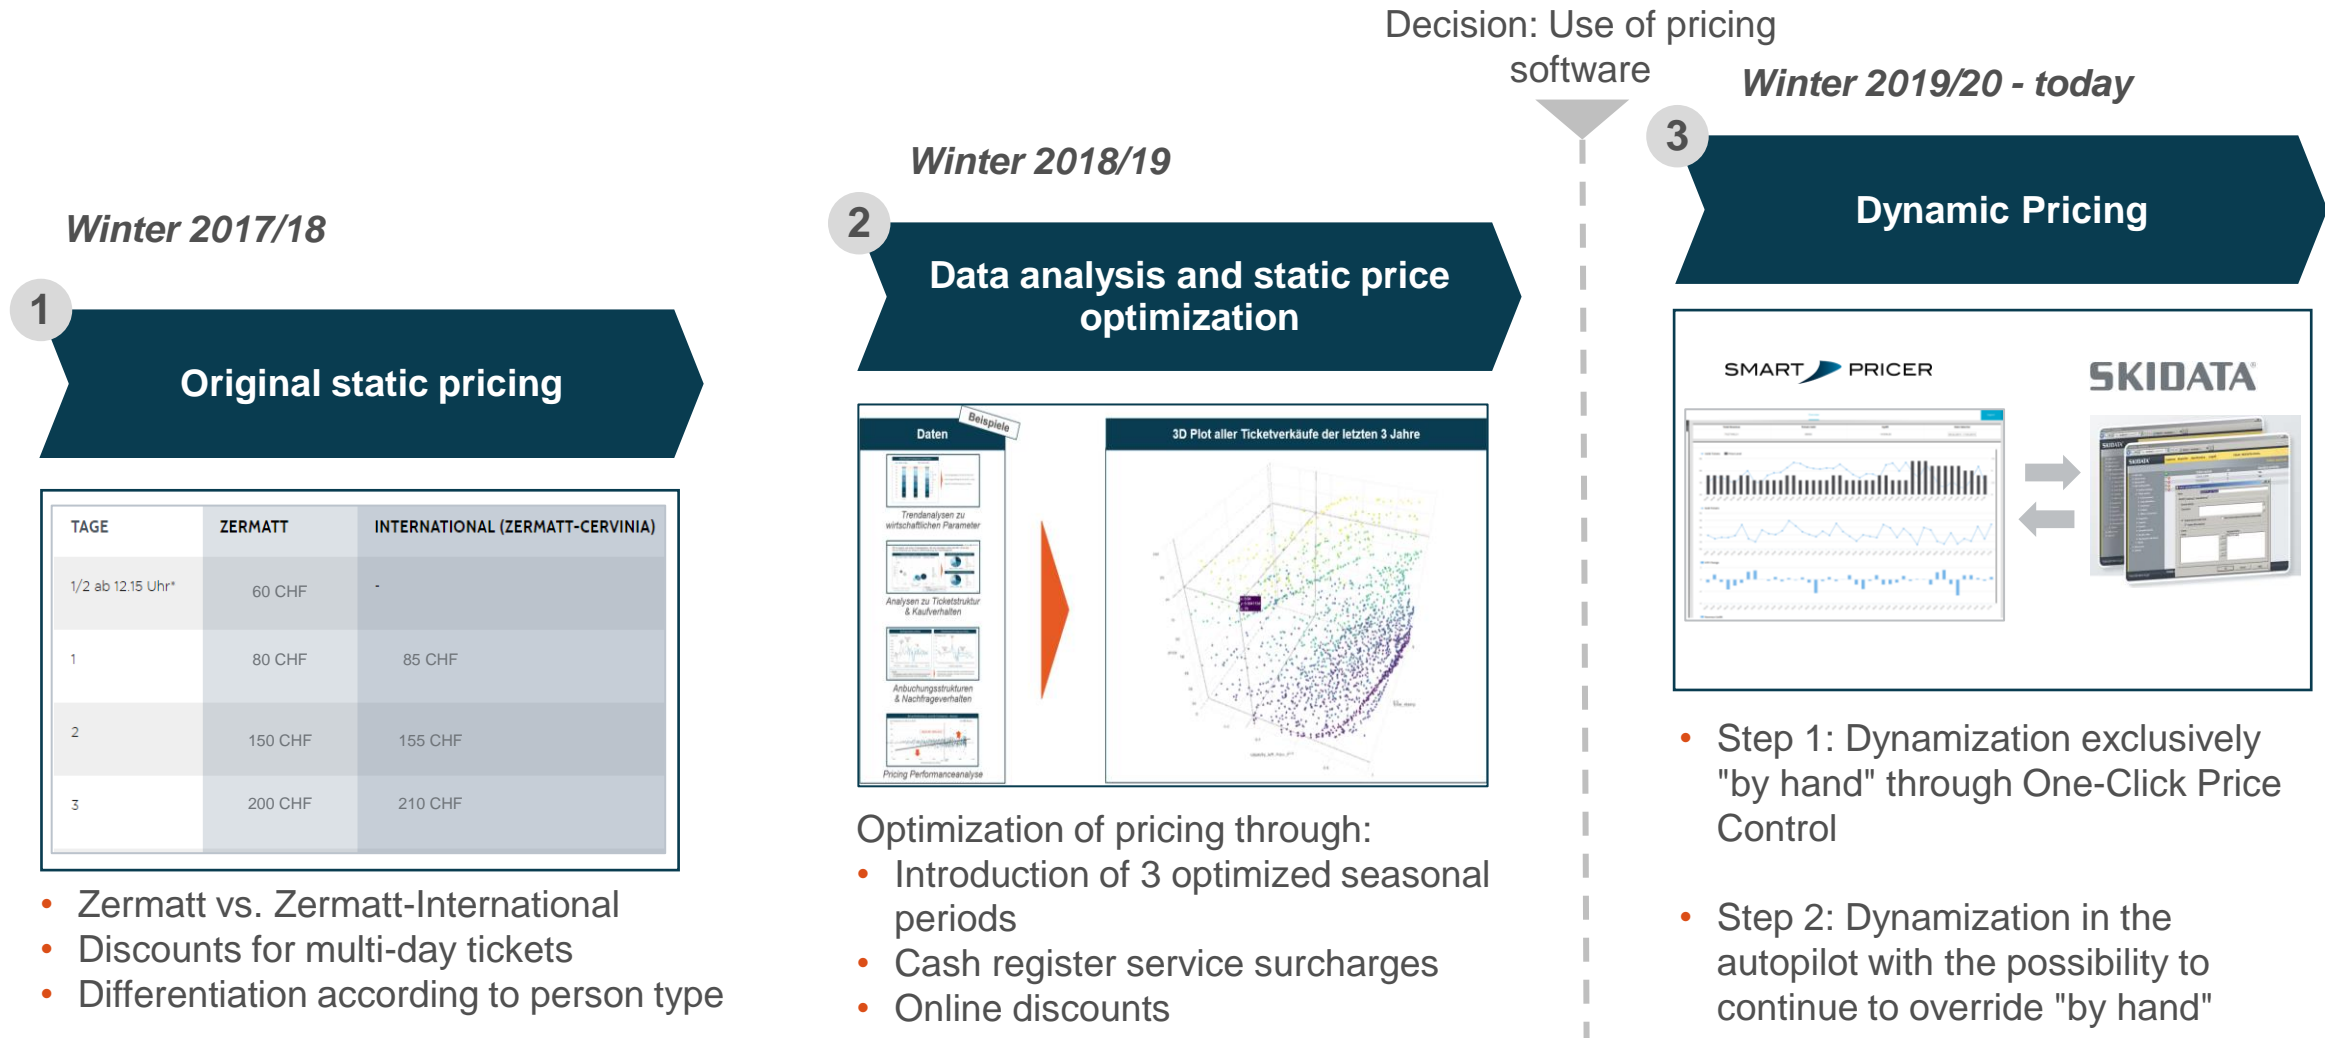 Decision: Use of pricing
software
Winter 2017/18
1
Original static pricing
TAGE ZERMATT INTERNATIONAL (ZERMATT-CERVINIA)
1/2 ab 12.15 Uhr* 60 CHF -
1 80 CHF 85 CHF
2 150 CHF 155 CHF
3 200 CHF 210 CHF
• Zermatt vs. Zermatt-International
• Discounts for multi-day tickets
• Differentiation according to person type
Winter 2018/19
2
Data analysis and static price
optimization
Beispiele
Daten
3D Plot aller Ticketverkäufe der letzten 3 Jahre
Trendanalysen zu
wirtschaftlichen Parameter
Analysen zu Ticketstruktur
& Kaufverhalten
Anbuchungsstrukturen
& Nachfrageverhalten
Pricing Performanceanalyse
Optimization of pricing through:
• Introduction of 3 optimized seasonal
periods
• Cash register service surcharges
• Online discounts
Winter 2019/20 - today
3
Dynamic Pricing
SMART PRICER
SKIDATA®
SKIDATA
• Step 1: Dynamization exclusively
"by hand" through One-Click Price
Control
• Step 2: Dynamization in the
autopilot with the possibility to
continue to override "by hand"